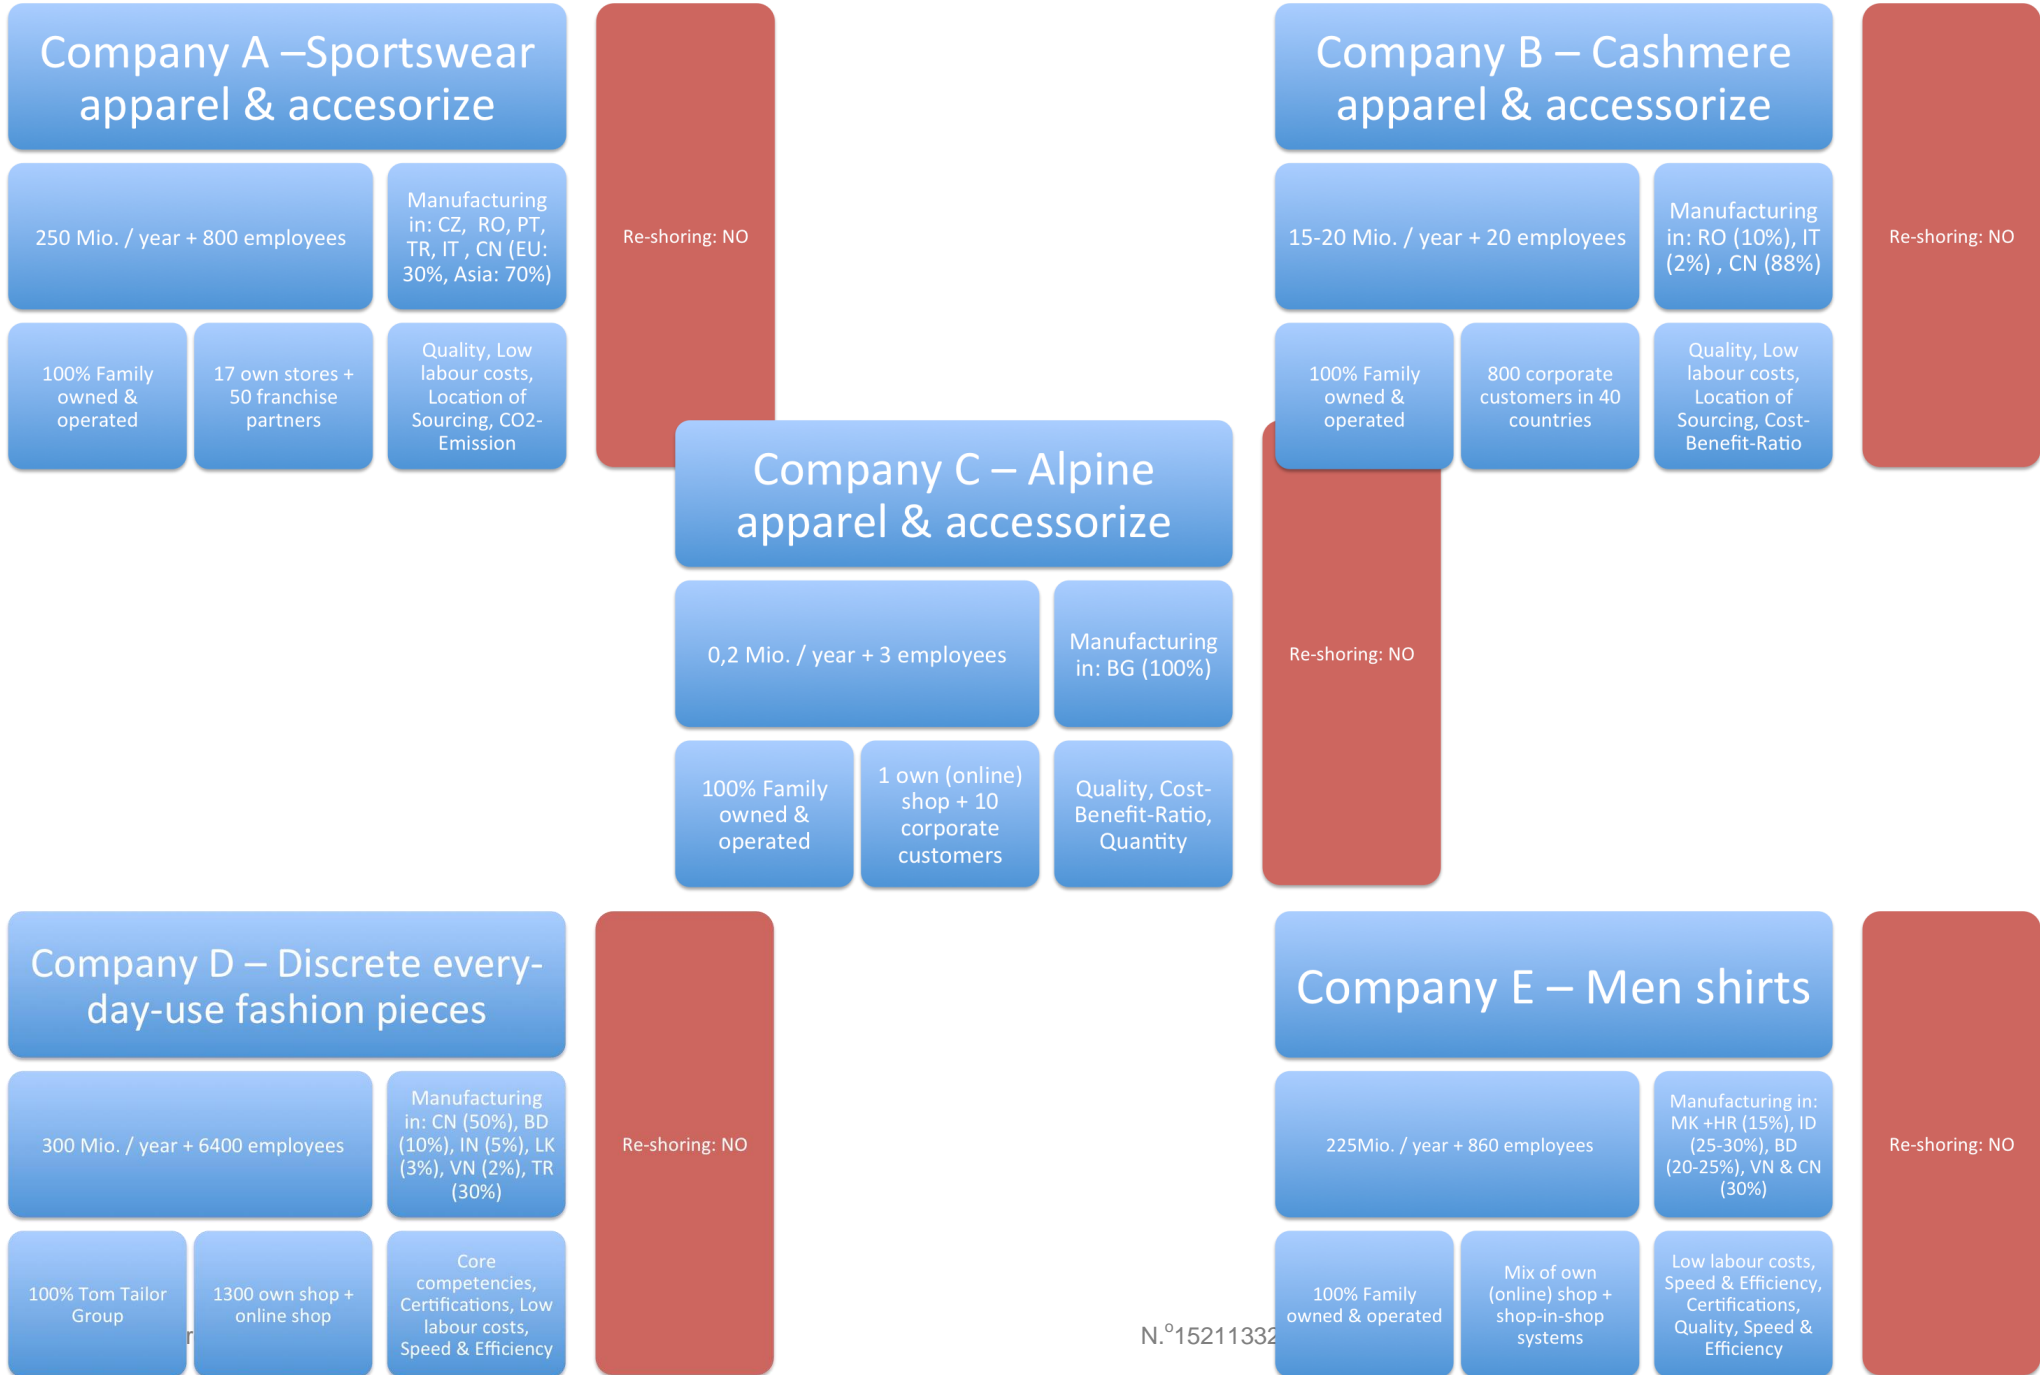 Company A –Sportswear
apparel & accesorize
250 Mio. / year + 800 employees
Manufacturing
in: CZ,  RO, PT,
TR, IT , CN (EU:
30%, Asia: 70%)
100% Family
owned &
operated
17 own stores +
50 franchise
partners
Quality, Low
labour costs,
Location of
Sourcing, CO2-
Emission
Re-shoring: NO
Company B – Cashmere
apparel & accessorize
15-20 Mio. / year + 20 employees
Manufacturing
in: RO (10%), IT
(2%) , CN (88%)
100% Family
owned &
operated
800 corporate
customers in 40
countries
Quality, Low
labour costs,
Location of
Sourcing, Cost-
Benefit-Ratio
Re-shoring: NO
Company C – Alpine
apparel & accessorize
0,2 Mio. / year + 3 employees
Manufacturing
in: BG (100%)
100% Family
owned &
operated
1 own (online)
shop + 10
corporate
customers
Quality, Cost-
Benefit-Ratio,
Quantity
Re-shoring: NO
Company D – Discrete every-
day-use fashion pieces
300 Mio. / year + 6400 employees
Manufacturing
in: CN (50%), BD
(10%), IN (5%), LK
(3%), VN (2%), TR
(30%)
100% Tom Tailor
Group
1300 own shop +
online shop
Core
competencies,
Certifications, Low
labour costs,
Speed & Efficiency
Re-shoring: NO
Company E – Men shirts
225Mio. / year + 860 employees
Manufacturing in:
MK +HR (15%), ID
(25-30%), BD
(20-25%), VN & CN
(30%)
100% Family
owned & operated
Mix of own
(online) shop +
shop-in-shop
systems
Low labour costs,
Speed & Efficiency,
Certifications,
Quality, Speed &
Efficiency
Re-shoring: NO
N.º15211332